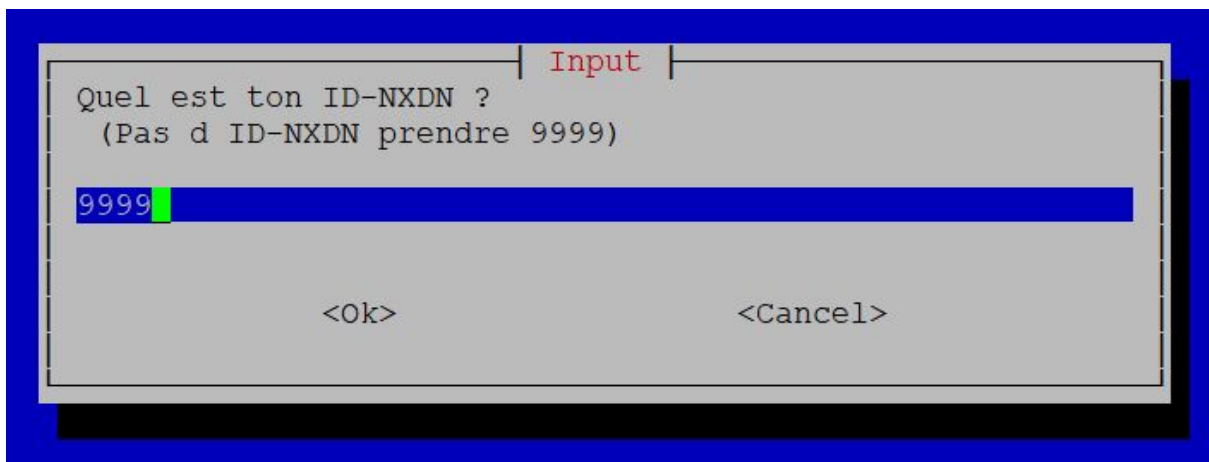 Input
Quel est ton ID-NXDN ?
(Pas d ID-NXDN prendre 9999)
9999
<Ok> <Cancel>